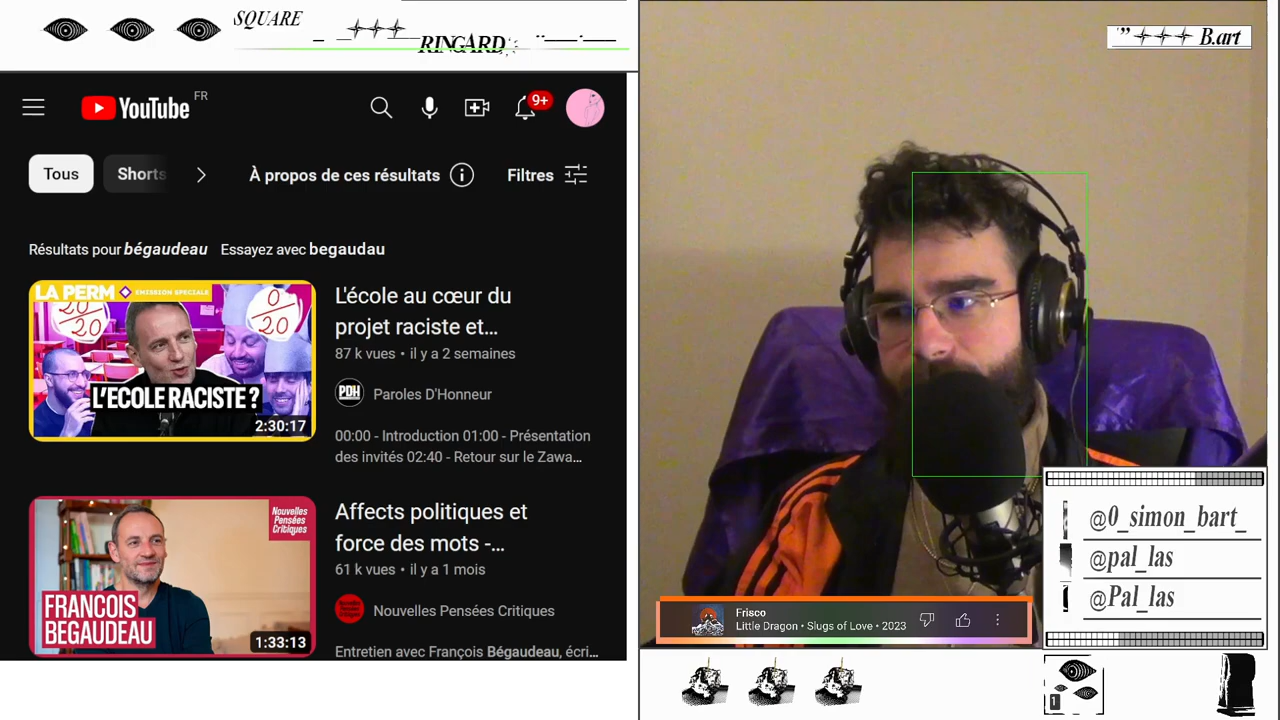 SQUARE
RINGARD
B.art
YouTube FR
9+
Tous
Shorts
À propos de ces résultats
Filtres
Résultats pour bégaudeau Essayez avec begaudau
LA PERM ÉMISSION SPECIALE
20/20
0/20
L'ECOLE RACISTE ?
2:30:17
L'école au cœur du
projet raciste et...
87 k vues • il y a 2 semaines
PDH Paroles D'Honneur
00:00 - Introduction 01:00 - Présentation
des invités 02:40 - Retour sur le Zawa...
Nouvelles
Pensées
Critiques
FRANÇOIS
BEGAUDEAU
1:33:13
Affects politiques et
force des mots -...
61 k vues • il y a 1 mois
Nouvelles Pensées Critiques
Entretien avec François Bégaudeau, écri...
@0_simon_bart_
@pal_las
@Pal_las
Frisco
Little Dragon • Slugs of Love • 2023
1